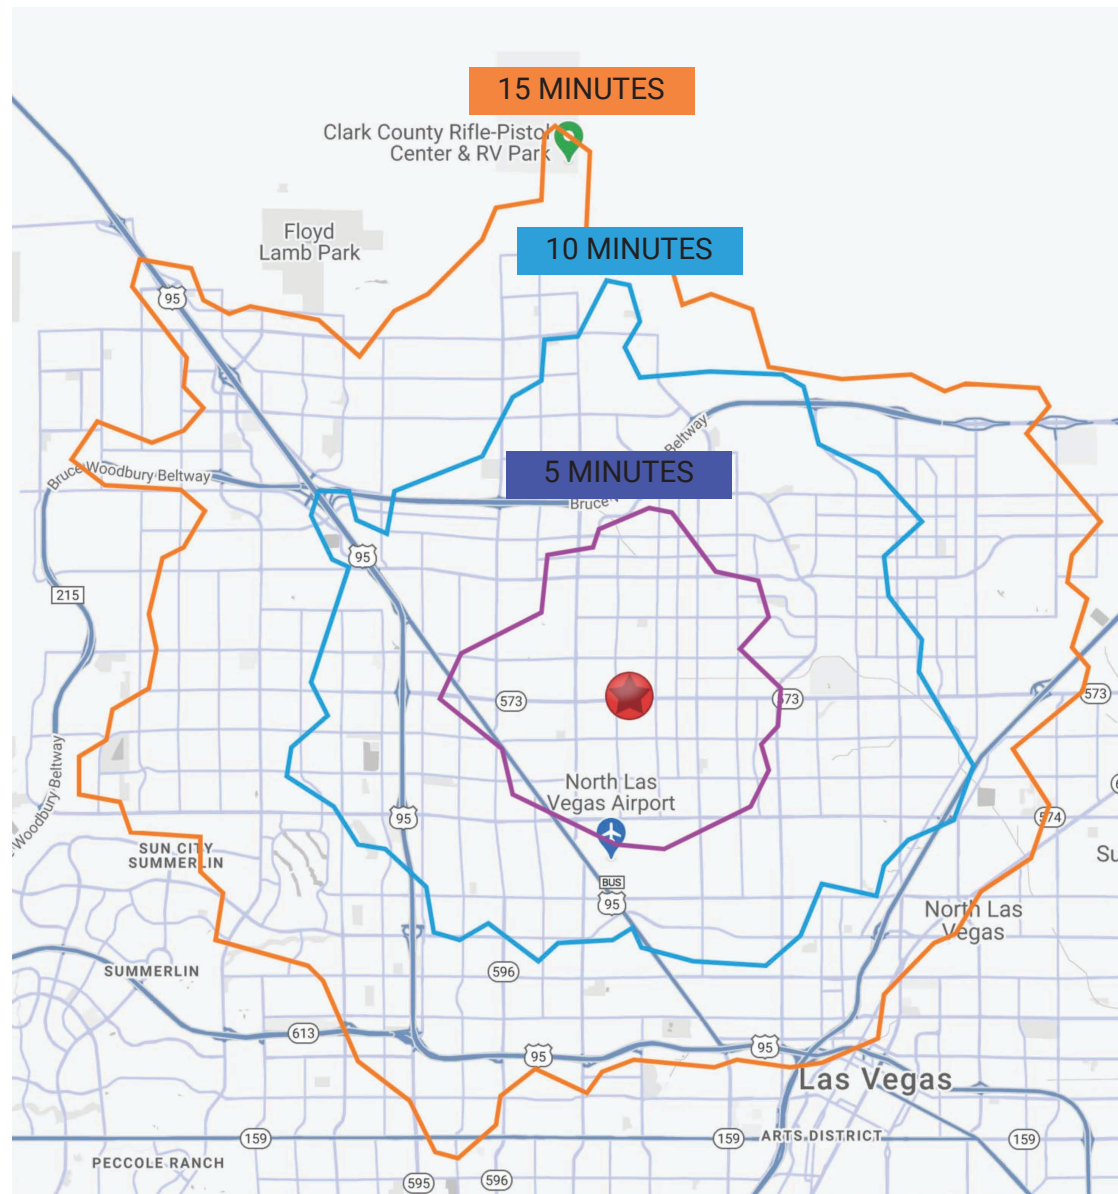 15 MINUTES
Clark County Rifle-Pistol
Center & RV Park
Floyd
Lamb Park
10 MINUTES
95
Beltway
Bruce Woodbury Beltway
5 MINUTES
Bruce
95
215
573
573
573
Woodbury Beltway
North Las
Vegas Airport
95
574
SUN CITY
SUMMERLIN
Su
BUS
95
North Las
Vegas
SUMMERLIN
596
613
95
95
Las Vegas
159
159
ARTS DISTRICT
159
PECCOLE RANCH
595
596